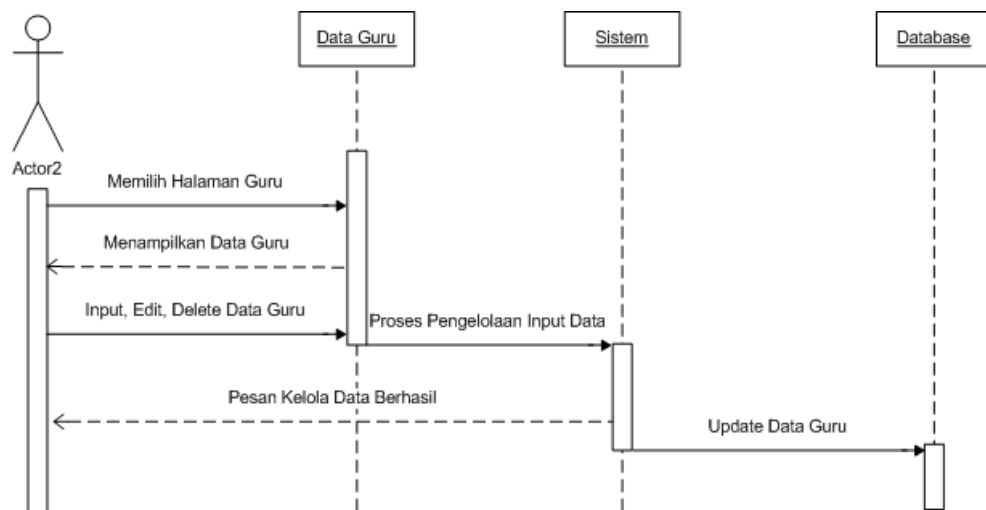 Data Guru
Sistem
Database
Actor2
Memilih Halaman Guru
Menampilkan Data Guru
Input, Edit, Delete Data Guru
Proses Pengelolaan Input Data
Pesan Kelola Data Berhasil
Update Data Guru